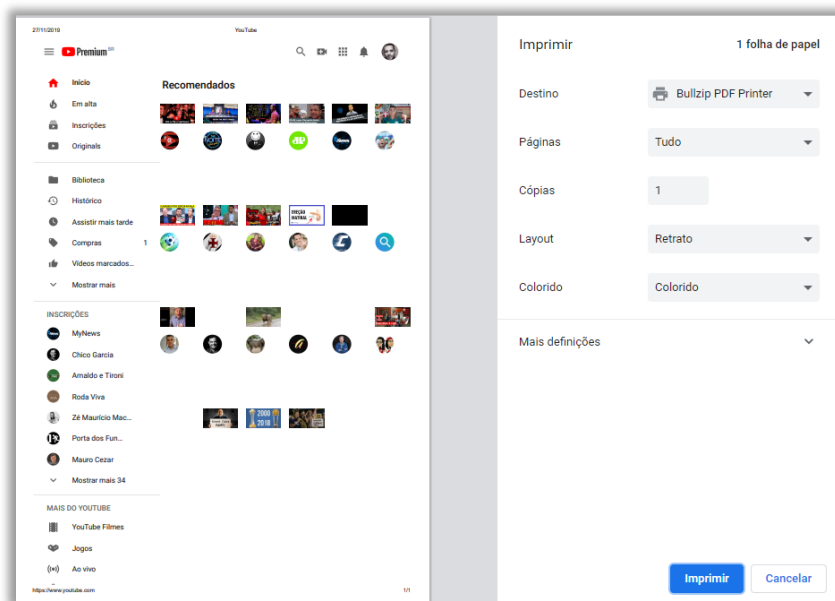 27/11/2019 YouTube
Premium BR
Início
Em alta
Inscrições
Originals
Biblioteca
Histórico
Assistir mais tarde
Compras 1
Vídeos marcados...
Mostrar mais
INSCRIÇÕES
MyNews
Chico Garcia
Arnaldo e Tironi
Roda Viva
Zé Maurício Mac...
Porta dos Fun...
Mauro Cezar
Mostrar mais 34
MAIS DO YOUTUBE
YouTube Filmes
Jogos
Ao vivo
Recomendados
2000
2018
https://www.youtube.com 1/1
Imprimir 1 folha de papel
Destino Bullzip PDF Printer
Páginas Tudo
Cópias 1
Layout Retrato
Colorido Colorido
Mais definições
Imprimir Cancelar